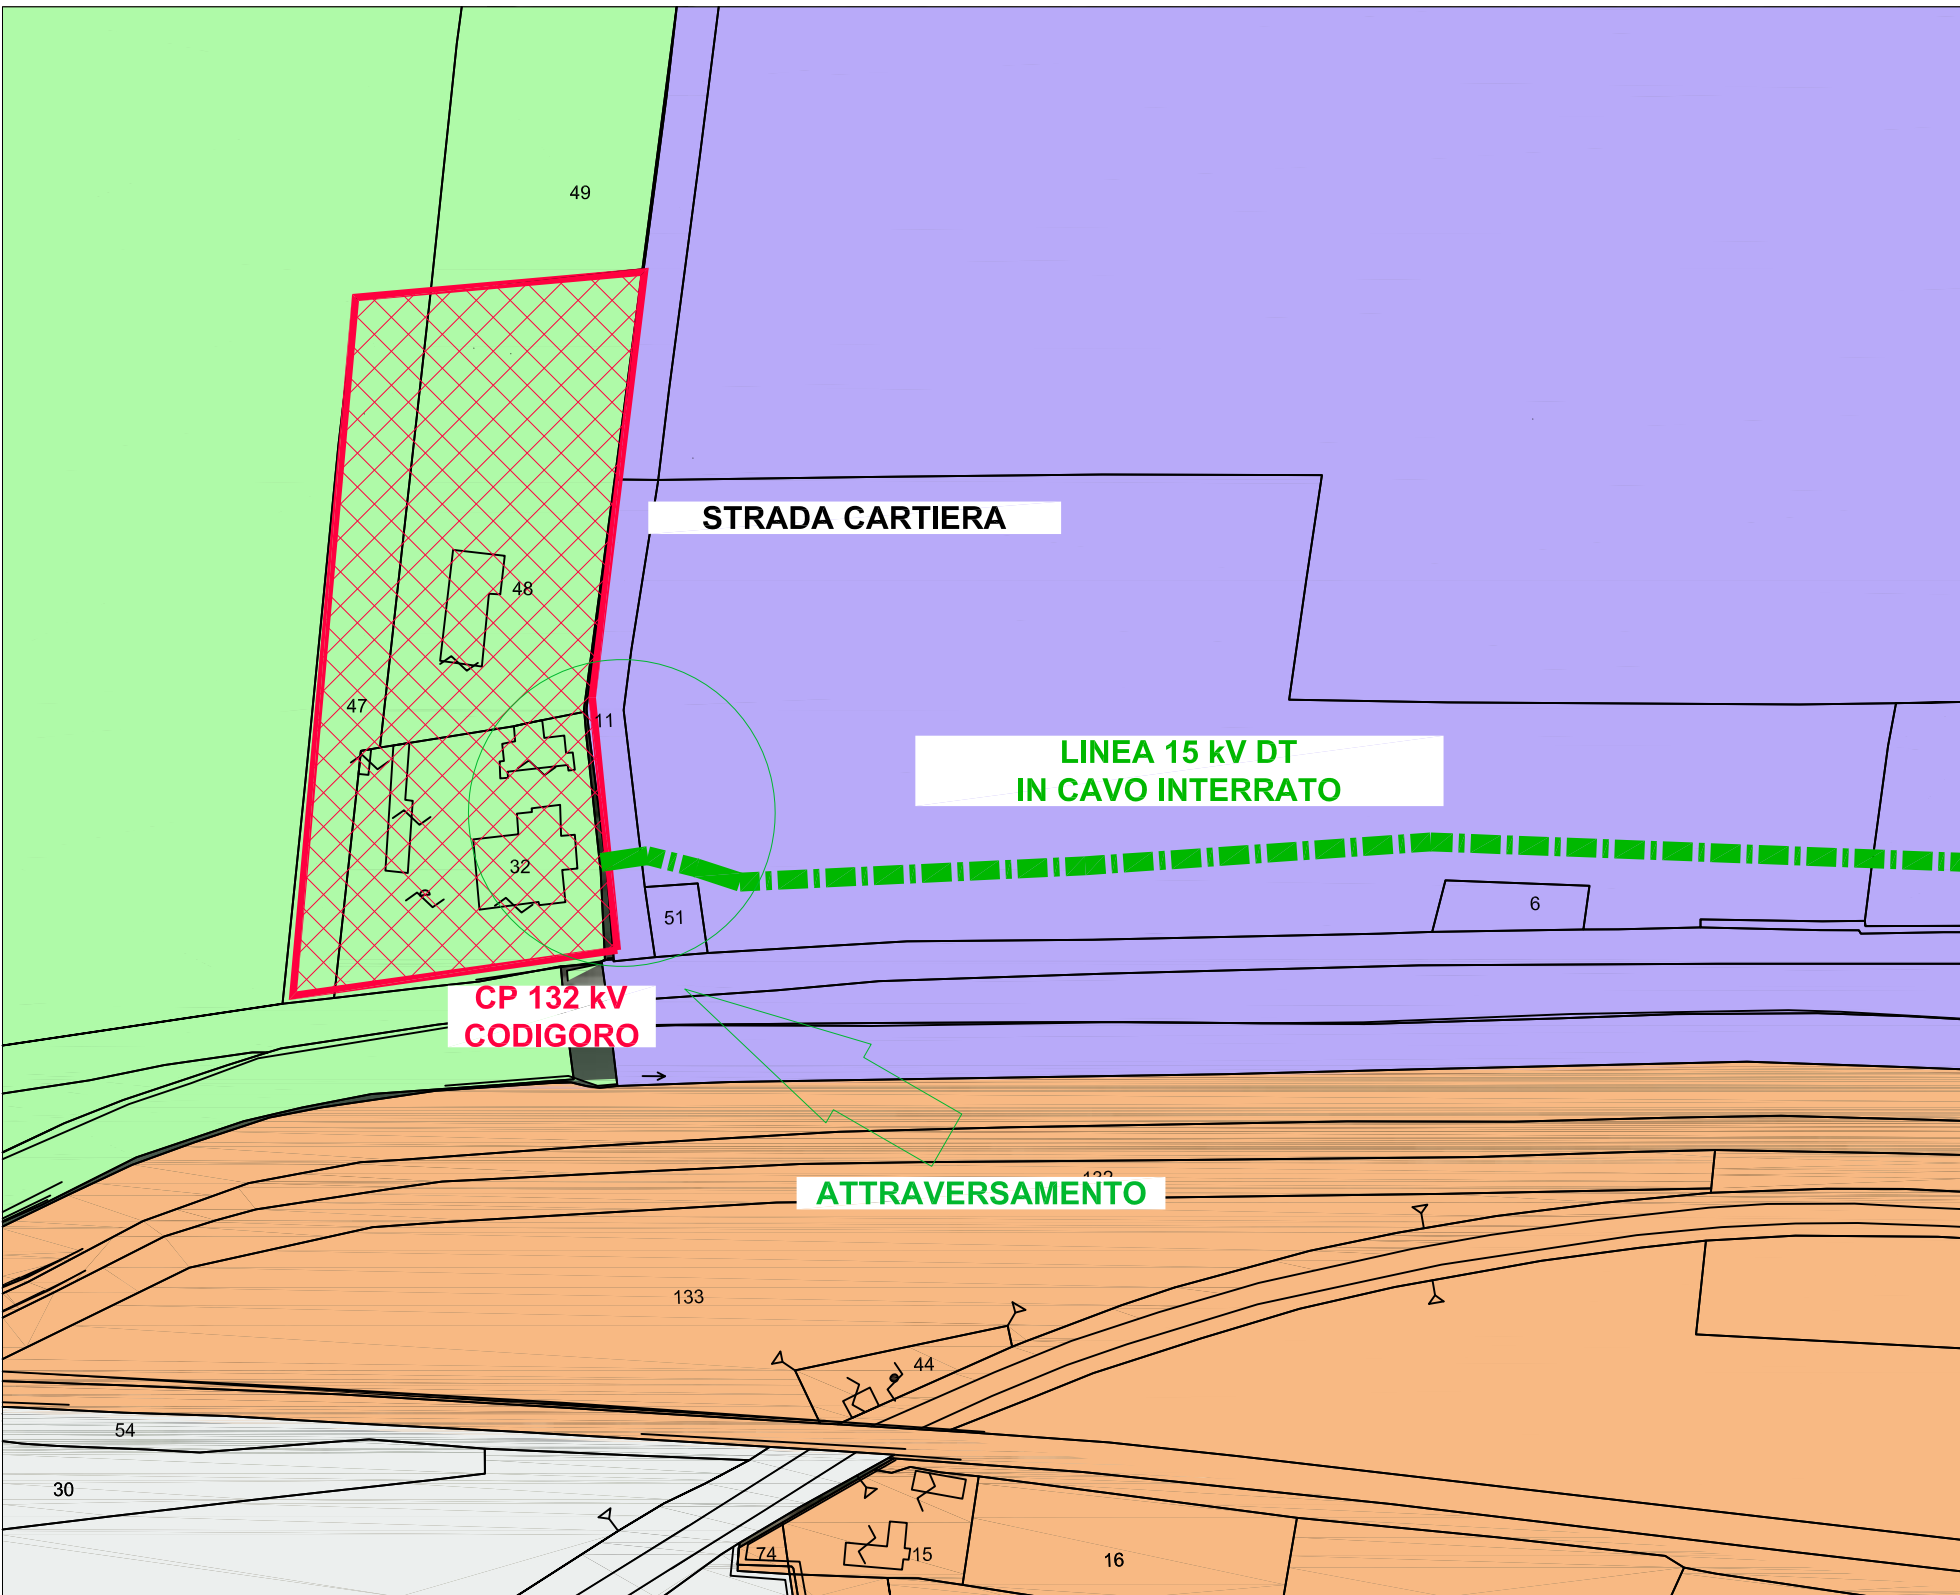 49
STRADA CARTIERA
48
47
11
LINEA 15 kV DT
IN CAVO INTERRATO
32
51
6
CP 132 kV
CODIGORO
ATTRAVERSAMENTO
133
44
54
30
74
15
16